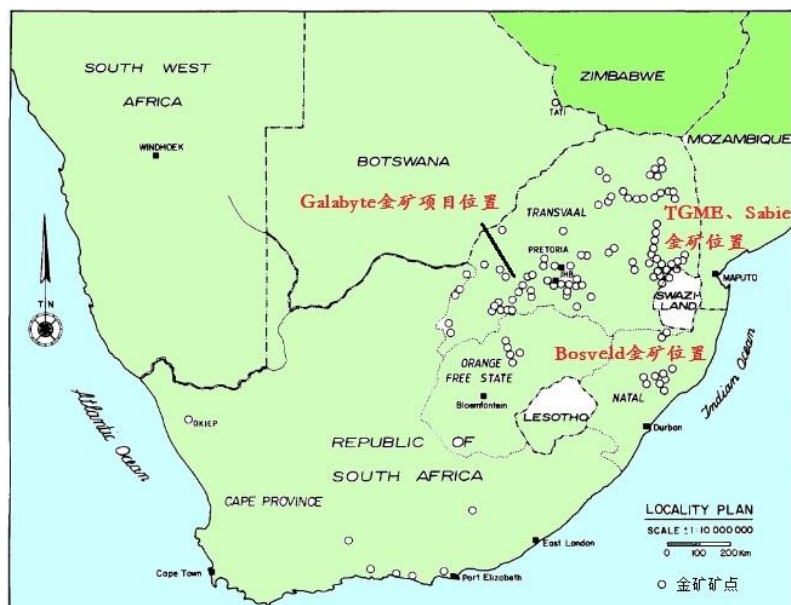 ZIMBABWE
SOUTH WEST
AFRICA
TATI
MOZAMBIQUE
WINDHOEK
BOTSWANA
Galabyte金矿项目位置
TRANSVAAL
TGME、Sabie
金矿位置
PRETORIA
JHB
MAPUTO
SWAZI-
LAND
TN
Bosveld金矿位置
ORANGE
FREE STATE
Bloemfontein
NATAL
LESOTHO
Indian Ocean
Atlantic Ocean
OKIEP
Durban
REPUBLIC OF
SOUTH AFRICA
CAPE PROVINCE
LOCALITY PLAN
SCALE 1:10 000 000
0 100 200 Km
East London
Cape Town
Port Elizabeth
金矿矿点